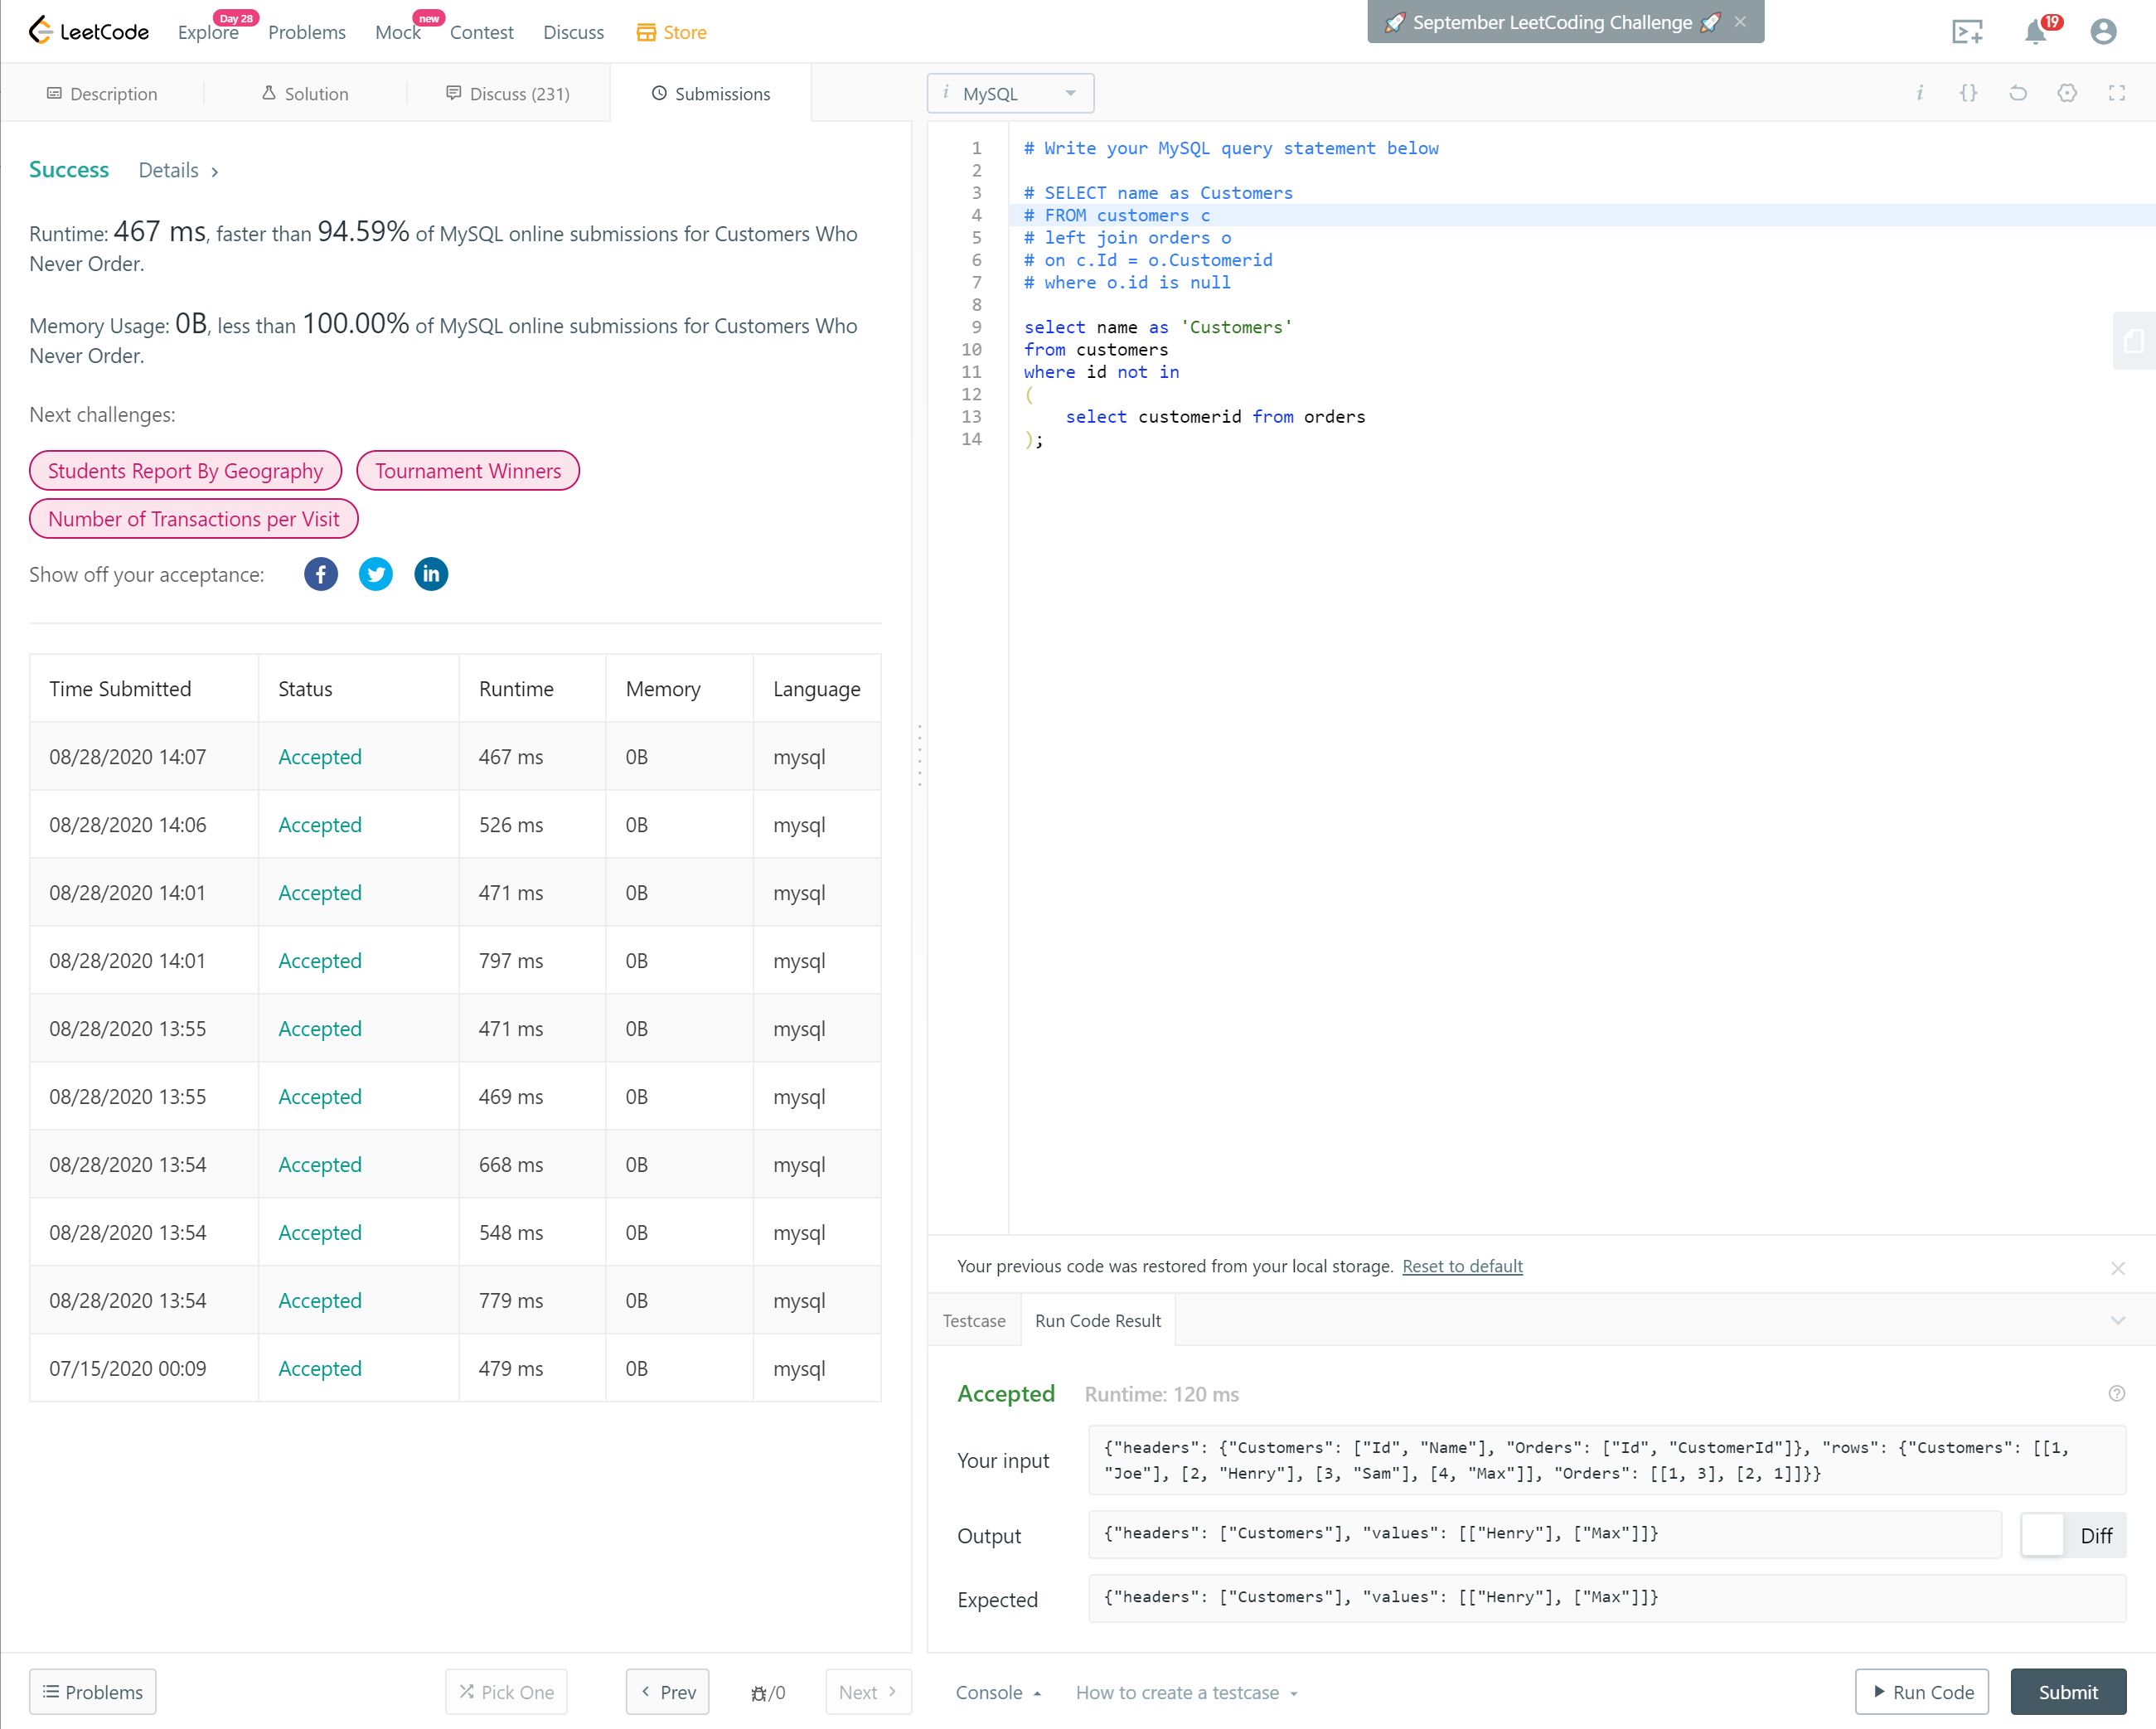 LeetCode
Explore Day 28 Problems Mock new Contest Discuss Store
🚀 September LeetCoding Challenge 🚀 ×
19
Description Solution Discuss (231) Submissions
Success Details >
Runtime: 467 ms, faster than 94.59% of MySQL online submissions for Customers Who
Never Order.
Memory Usage: 0B, less than 100.00% of MySQL online submissions for Customers Who
Never Order.
Next challenges:
Students Report By Geography Tournament Winners
Number of Transactions per Visit
Show off your acceptance:
Time Submitted Status Runtime Memory Language
08/28/2020 14:07 Accepted 467 ms 0B mysql
08/28/2020 14:06 Accepted 526 ms 0B mysql
08/28/2020 14:01 Accepted 471 ms 0B mysql
08/28/2020 14:01 Accepted 797 ms 0B mysql
08/28/2020 13:55 Accepted 471 ms 0B mysql
08/28/2020 13:55 Accepted 469 ms 0B mysql
08/28/2020 13:54 Accepted 668 ms 0B mysql
08/28/2020 13:54 Accepted 548 ms 0B mysql
08/28/2020 13:54 Accepted 779 ms 0B mysql
07/15/2020 00:09 Accepted 479 ms 0B mysql
Problems Pick One < Prev /0 Next >
i MySQL
i {}
1 # Write your MySQL query statement below
2
3 # SELECT name as Customers
4 # FROM customers c
5 # left join orders o
6 # on c.Id = o.Customerid
7 # where o.id is null
8
9 select name as 'Customers'
10 from customers
11 where id not in
12 (
13     select customerid from orders
14 );
Your previous code was restored from your local storage. Reset to default
Testcase Run Code Result
Accepted Runtime: 120 ms
Your input
{"headers": {"Customers": ["Id", "Name"], "Orders": ["Id", "CustomerId"]}, "rows": {"Customers": [[1,
"Joe"], [2, "Henry"], [3, "Sam"], [4, "Max"]], "Orders": [[1, 3], [2, 1]]}}
Output {"headers": ["Customers"], "values": [["Henry"], ["Max"]]} Diff
Expected {"headers": ["Customers"], "values": [["Henry"], ["Max"]]}
Console How to create a testcase Run Code Submit